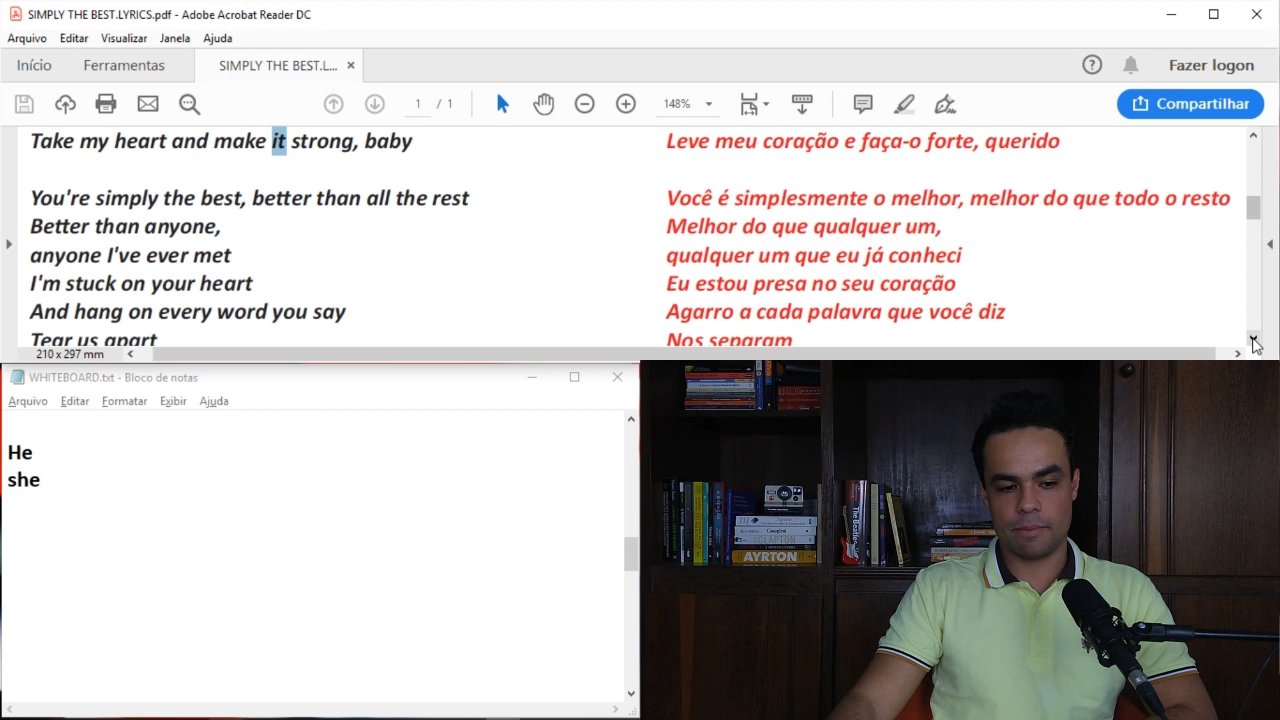 SIMPLY THE BEST.LYRICS.pdf - Adobe Acrobat Reader DC
Arquivo Editar Visualizar Janela Ajuda
Início Ferramentas SIMPLY THE BEST.L... × Fazer logon
1 / 1 148% Compartilhar
Take my heart and make it strong, baby
Leve meu coração e faça-o forte, querido
You're simply the best, better than all the rest
Você é simplesmente o melhor, melhor do que todo o resto
Better than anyone,
Melhor do que qualquer um,
anyone I've ever met
qualquer um que eu já conheci
I'm stuck on your heart
Eu estou presa no seu coração
And hang on every word you say
Agarro a cada palavra que você diz
Tear us apart
Nos separam
210 x 297 mm
WHITEBOARD.txt - Bloco de notas
Arquivo Editar Formatar Exibir Ajuda
He
she
The Beatles
CLAPTON
AYRTON